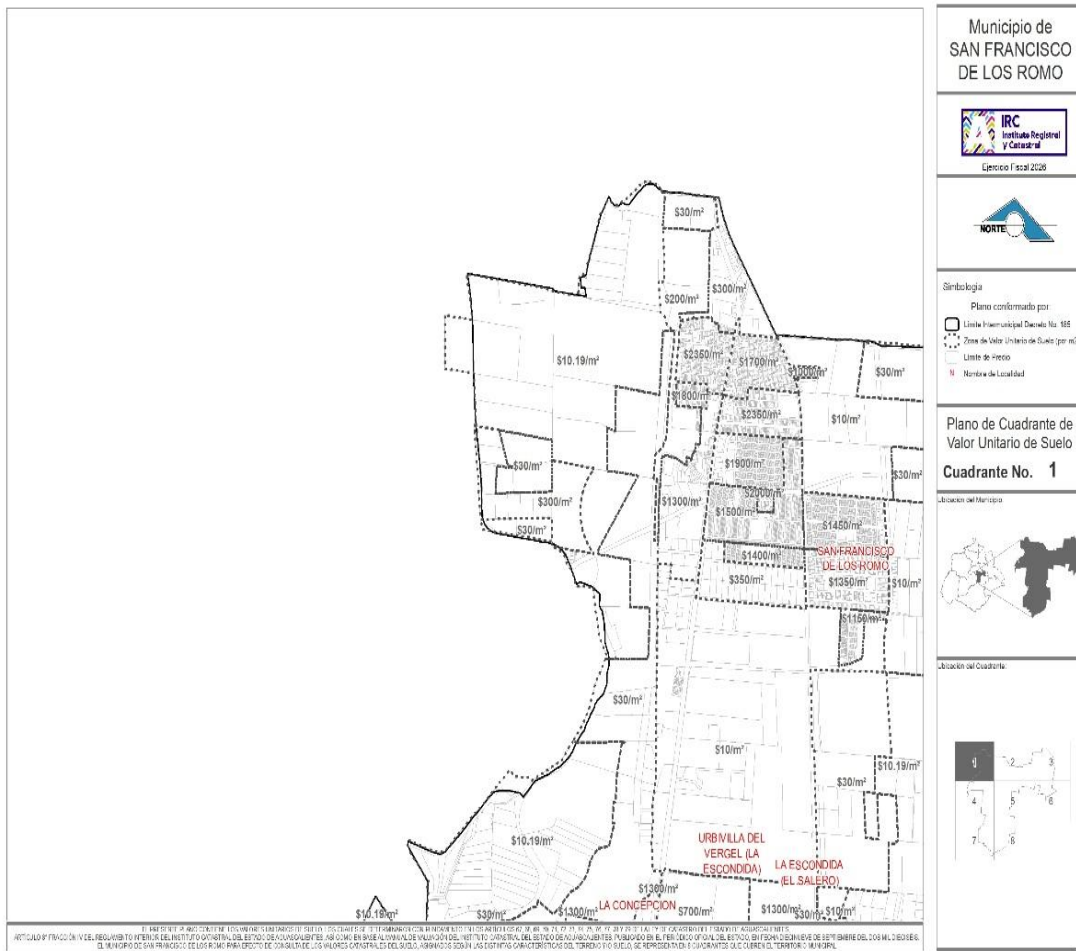 Municipio de
SAN FRANCISCO
DE LOS ROMO
IRC
Instituto Registral
y Catastral
Ejercicio Fiscal 2026
NORTE
Simbología
Plano conformado por:
Límite Intermunicipal Decreto No. 185
Zona de Valor Unitario de Suelo (por m²)
Límite de Predio
N Nombre de Localidad
Plano de Cuadrante de
Valor Unitario de Suelo
Cuadrante No. 1
Ubicación del Municipio:
Ubicación del Cuadrante:
1 2 3
4 5 6
7 8
$30/m²
$300/m²
$200/m²
$2350/m²
$1700/m²
$10.19/m²
$1000/m²
$30/m²
$1800/m²
$2350/m²
$10/m²
$30/m²
$1900/m²
$30/m²
$2000/m²
$300/m²
$1300/m²
$1500/m²
$1450/m²
$30/m²
$1400/m²
SAN FRANCISCO
DE LOS ROMO
$350/m²
$1350/m²
$10/m²
$1150/m²
$30/m²
$10/m²
$10.19/m²
$30/m²
$10.19/m²
URBIVILLA DEL
VERGEL (LA
ESCONDIDA)
LA ESCONDIDA
(EL SALERO)
$1300/m²
LA CONCEPCION
$10.19/m²
$30/m²
$1300/m²
$700/m²
$1300/m²
$30/m²
$10/m²